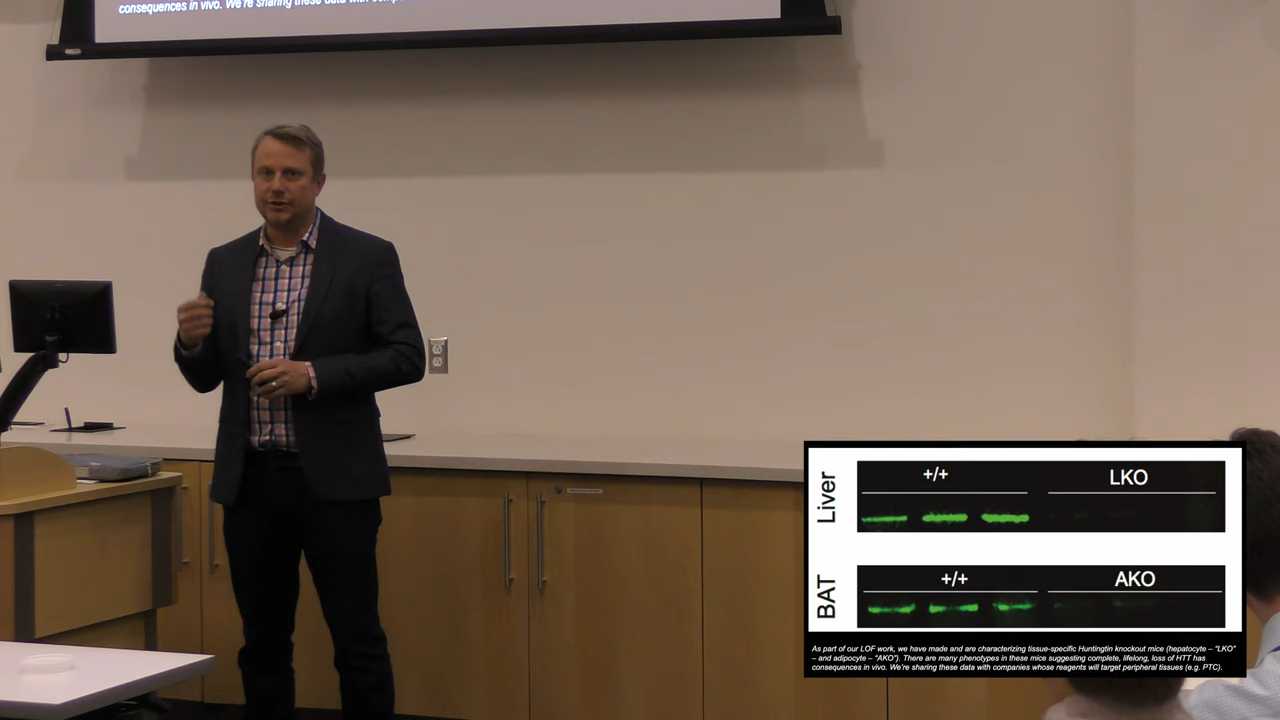 consequences in vivo. We're sharing these data with
Liver
+/+
LKO
BAT
+/+
AKO
As part of our LOF work, we have made and are characterizing tissue-specific Huntingtin knockout mice (hepatocyte – "LKO"
– and adipocyte – "AKO"). There are many phenotypes in these mice suggesting complete, lifelong, loss of HTT has
consequences in vivo. We're sharing these data with companies whose reagents will target peripheral tissues (e.g. PTC).